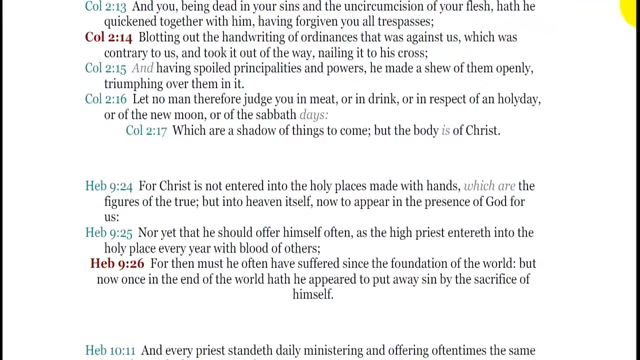 Col 2:13 And you, being dead in your sins and the uncircumcision of your flesh, hath he
quickened together with him, having forgiven you all trespasses;
Col 2:14 Blotting out the handwriting of ordinances that was against us, which was
contrary to us, and took it out of the way, nailing it to his cross;
Col 2:15 And having spoiled principalities and powers, he made a shew of them openly,
triumphing over them in it.
Col 2:16 Let no man therefore judge you in meat, or in drink, or in respect of an holyday,
or of the new moon, or of the sabbath days:
Col 2:17 Which are a shadow of things to come; but the body is of Christ.
Heb 9:24 For Christ is not entered into the holy places made with hands, which are the
figures of the true; but into heaven itself, now to appear in the presence of God for
us:
Heb 9:25 Nor yet that he should offer himself often, as the high priest entereth into the
holy place every year with blood of others;
Heb 9:26 For then must he often have suffered since the foundation of the world: but
now once in the end of the world hath he appeared to put away sin by the sacrifice of
himself.
Heb 10:11 And every priest standeth daily ministering and offering oftentimes the same